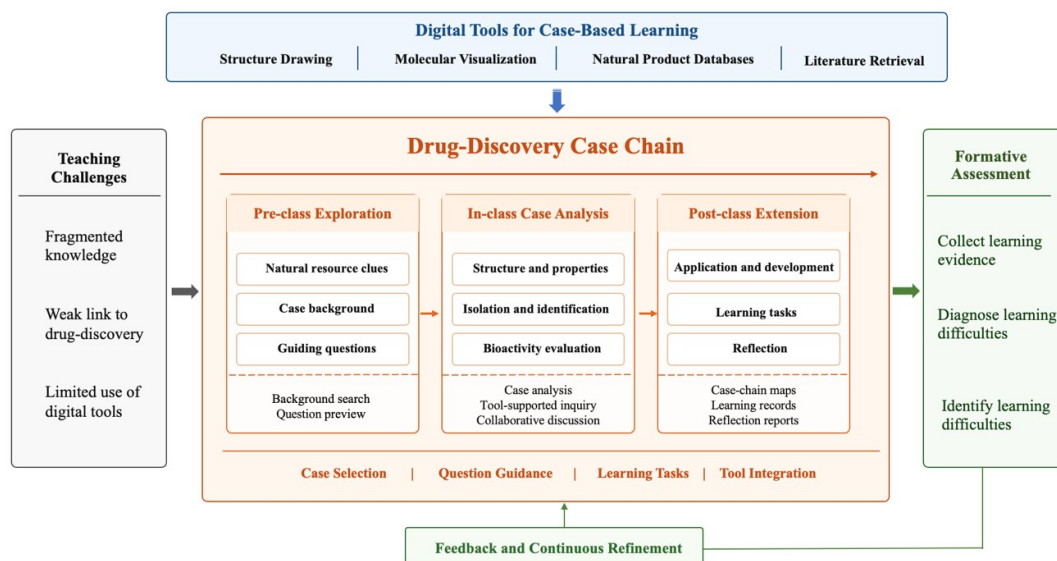 Digital Tools for Case-Based Learning
Structure Drawing | Molecular Visualization | Natural Product Databases | Literature Retrieval
Teaching
Challenges
Fragmented
knowledge
Weak link to
drug-discovery
Limited use of
digital tools
Drug-Discovery Case Chain
Pre-class Exploration
Natural resource clues
Case background
Guiding questions
Background search
Question preview
In-class Case Analysis
Structure and properties
Isolation and identification
Bioactivity evaluation
Case analysis
Tool-supported inquiry
Collaborative discussion
Post-class Extension
Application and development
Learning tasks
Reflection
Case-chain maps
Learning records
Reflection reports
Case Selection | Question Guidance | Learning Tasks | Tool Integration
Formative
Assessment
Collect learning
evidence
Diagnose learning
difficulties
Identify learning
difficulties
Feedback and Continuous Refinement